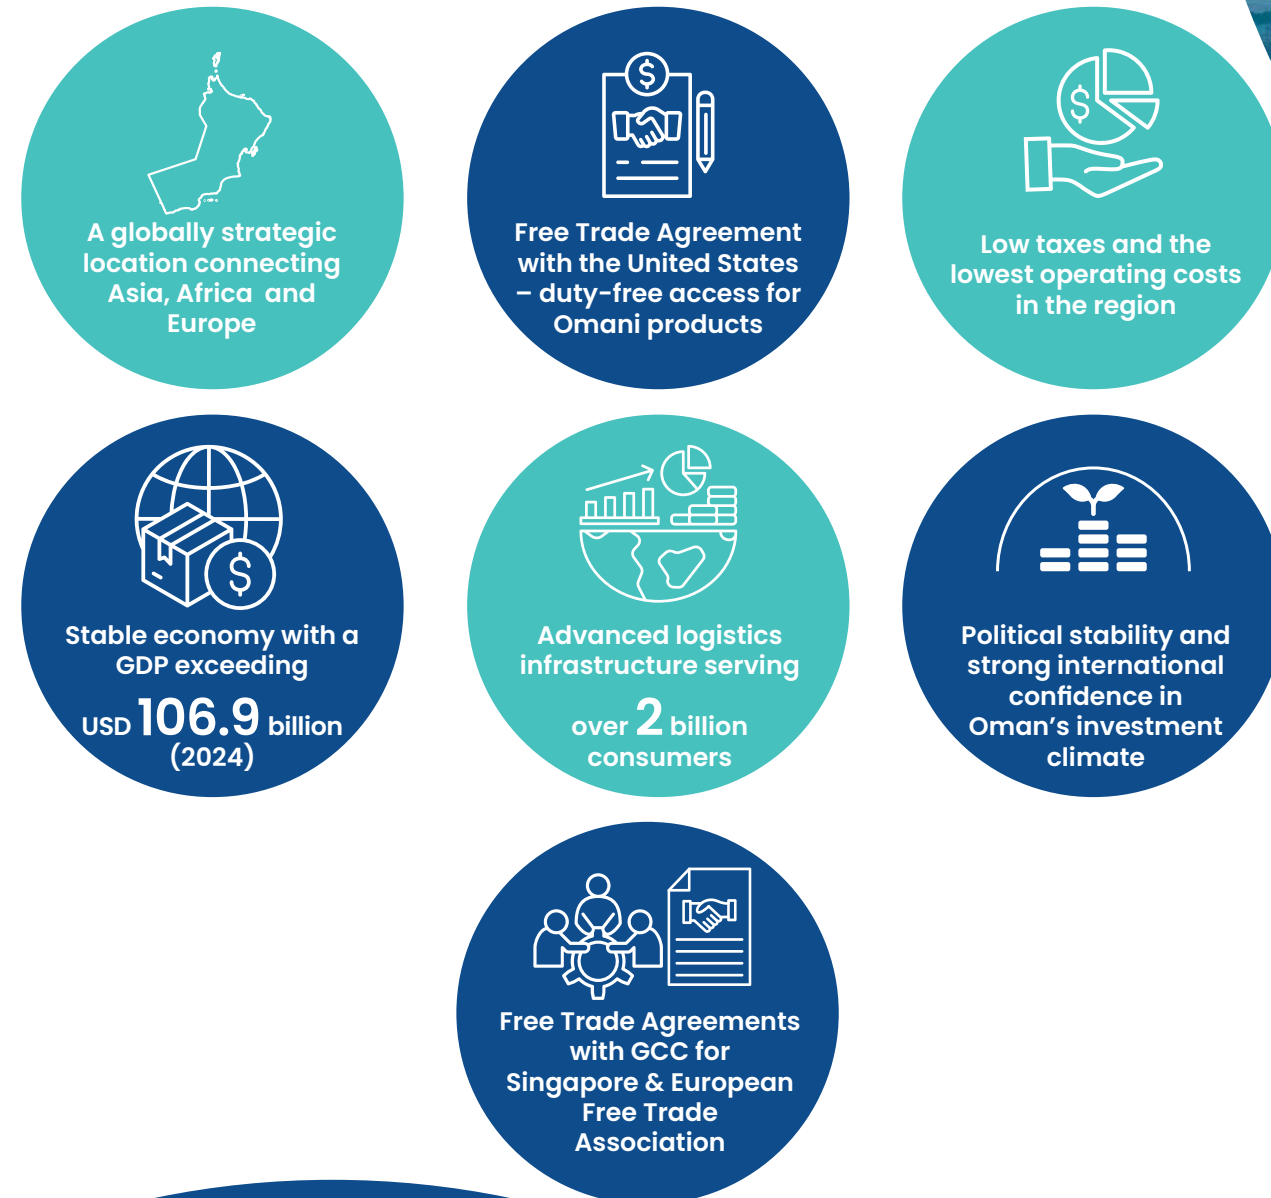 A globally strategic
location connecting
Asia, Africa and
Europe
$
Free Trade Agreement
with the United States
– duty-free access for
Omani products
$
Low taxes and the
lowest operating costs
in the region
$
Stable economy with a
GDP exceeding
USD 106.9 billion
(2024)
Advanced logistics
infrastructure serving
over 2 billion
consumers
Political stability and
strong international
confidence in
Oman’s investment
climate
Free Trade Agreements
with GCC for
Singapore & European
Free Trade
Association